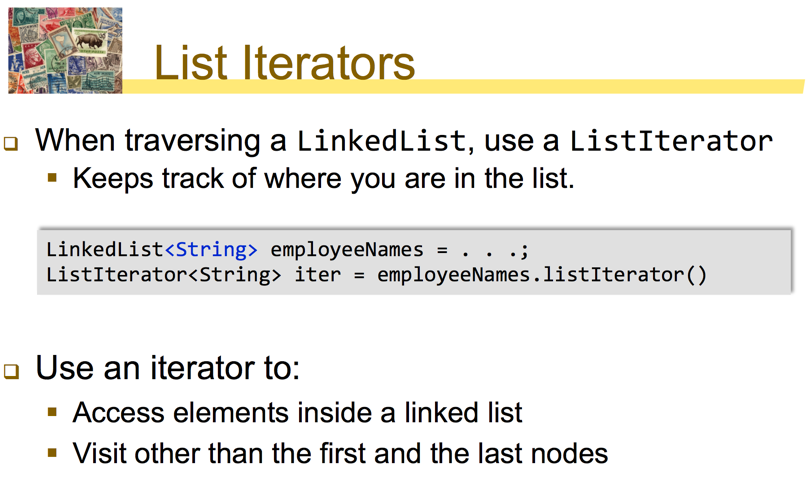 List Iterators
When traversing a LinkedList, use a ListIterator
Keeps track of where you are in the list.
LinkedList<String> employeeNames = . . .;
ListIterator<String> iter = employeeNames.listIterator()
Use an iterator to:
Access elements inside a linked list
Visit other than the first and the last nodes